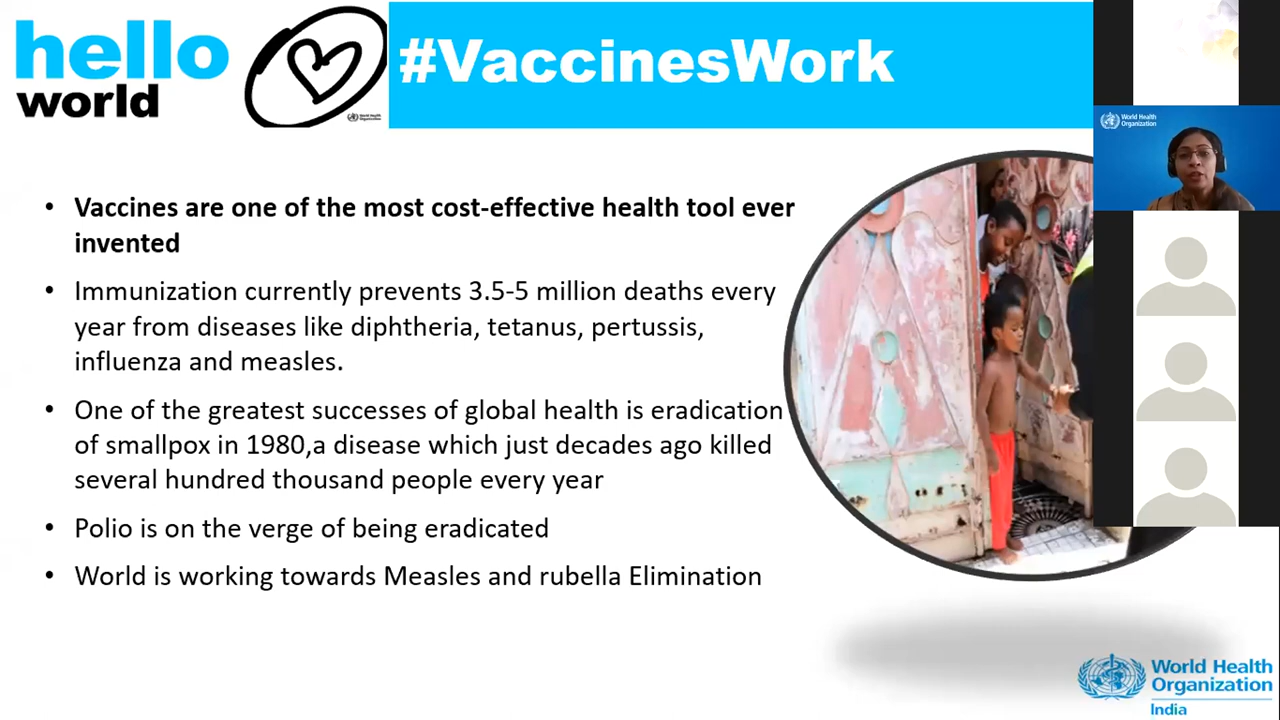 hello
world
World Health
Organization
#VaccinesWork
World Health
Organization
• Vaccines are one of the most cost-effective health tool ever
invented
• Immunization currently prevents 3.5-5 million deaths every
year from diseases like diphtheria, tetanus, pertussis,
influenza and measles.
• One of the greatest successes of global health is eradication
of smallpox in 1980,a disease which just decades ago killed
several hundred thousand people every year
• Polio is on the verge of being eradicated
• World is working towards Measles and rubella Elimination
World Health
Organization
India